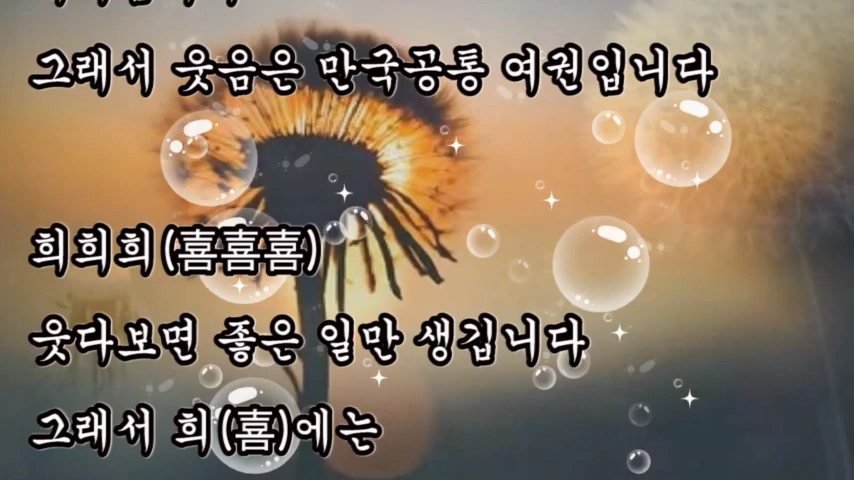 그래서 웃음은 만국공통 여권입니다
희희희(喜喜喜)
웃다보면 좋은 일만 생깁니다
그래서 희(喜)에는